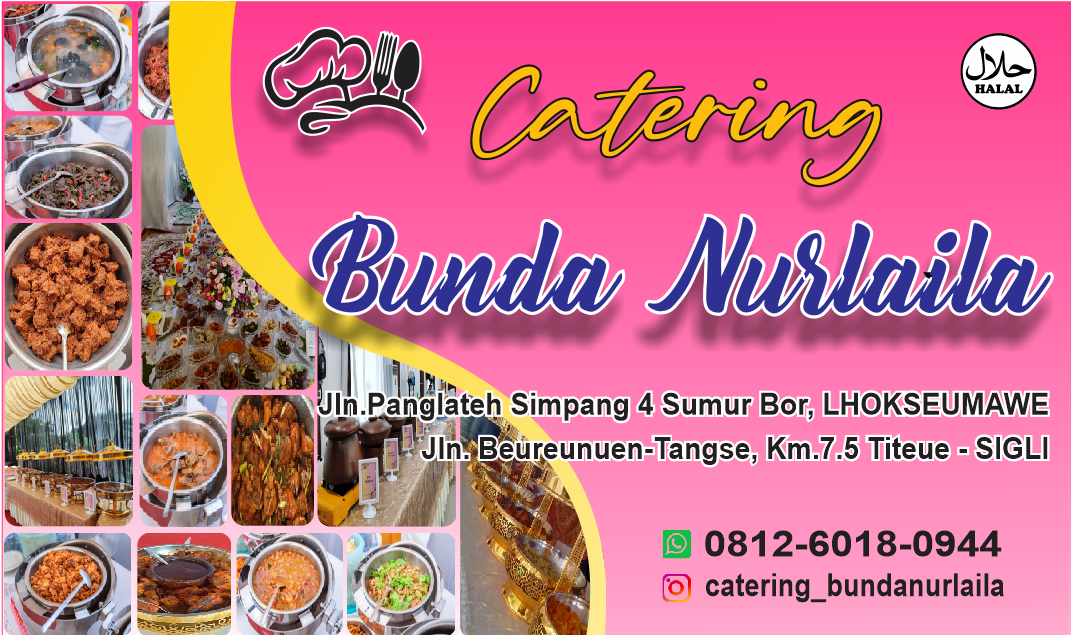 Catering
حلال
HALAL
Bunda Nurlaila
Jln.Panglateh Simpang 4 Sumur Bor, LHOKSEUMAWE
Jln. Beureunuen-Tangse, Km.7.5 Titeue - SIGLI
0812-6018-0944
catering_bundanurlaila